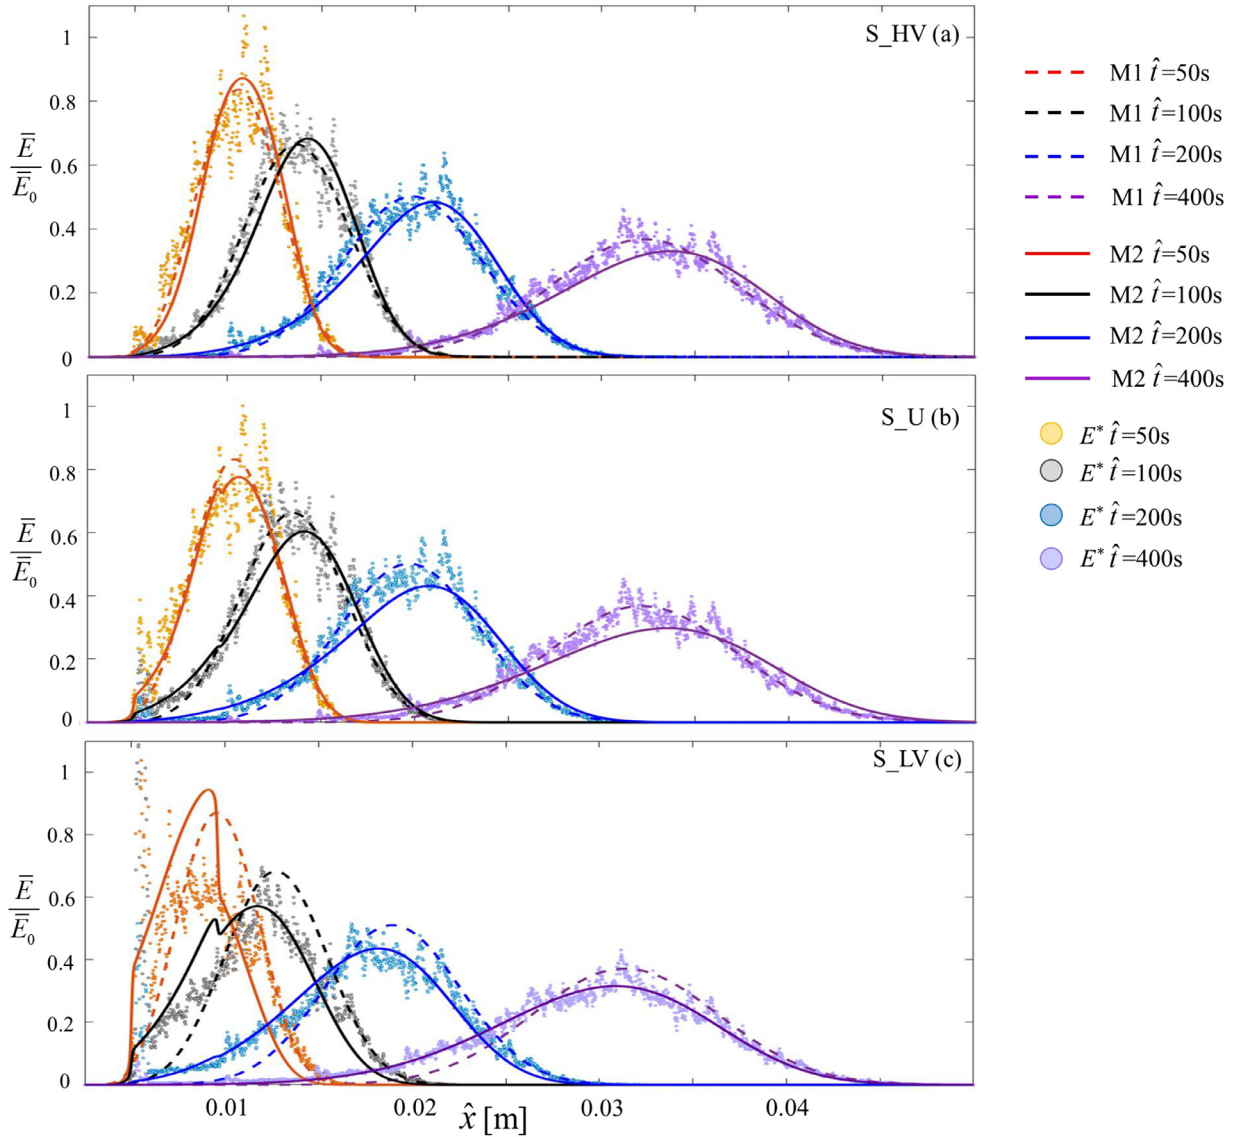 S_HV (a)
1
0.8
0.6
0.4
0.2
0
E̅
E̅₀
S_U (b)
1
0.8
0.6
0.4
0.2
0
E̅
E̅₀
S_LV (c)
1
0.8
0.6
0.4
0.2
0
E̅
E̅₀
0.01
0.02
0.03
0.04
x̂ [m]
M1 t̂=50s
M1 t̂=100s
M1 t̂=200s
M1 t̂=400s
M2 t̂=50s
M2 t̂=100s
M2 t̂=200s
M2 t̂=400s
E* t̂=50s
E* t̂=100s
E* t̂=200s
E* t̂=400s